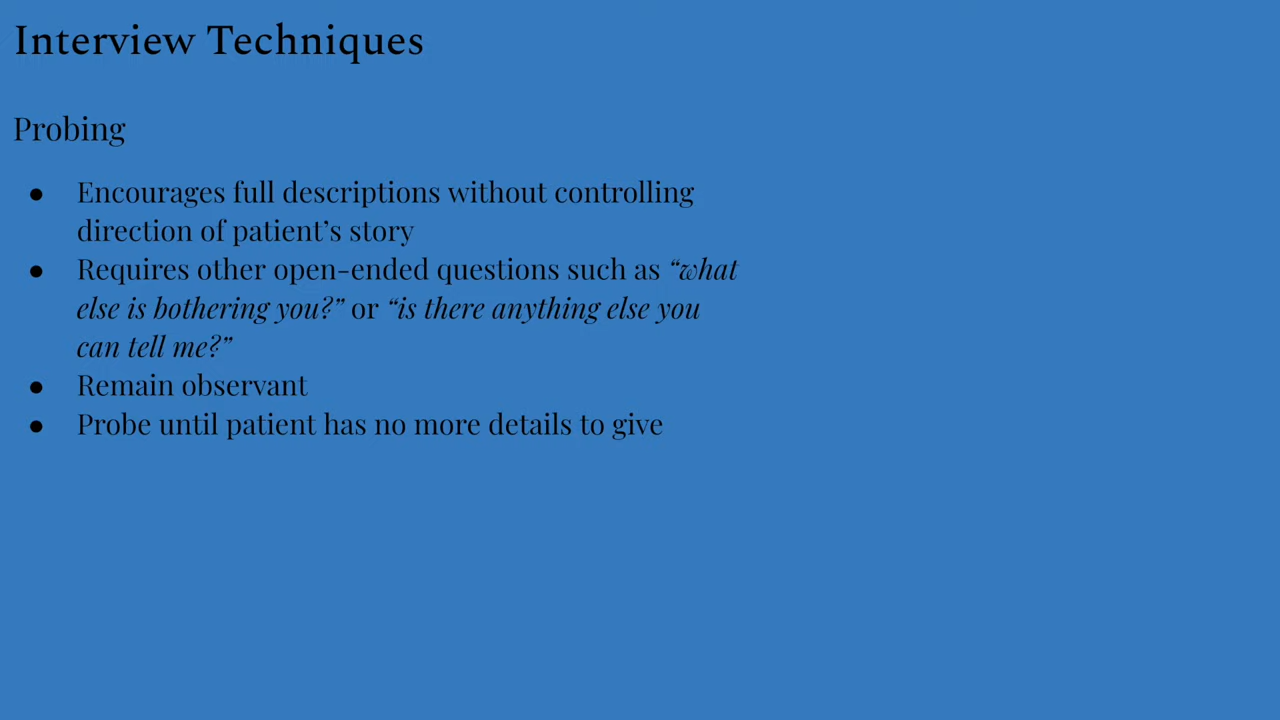 Interview Techniques
Probing
● Encourages full descriptions without controlling
direction of patient’s story
● Requires other open-ended questions such as “what
else is bothering you?” or “is there anything else you
can tell me?”
● Remain observant
● Probe until patient has no more details to give